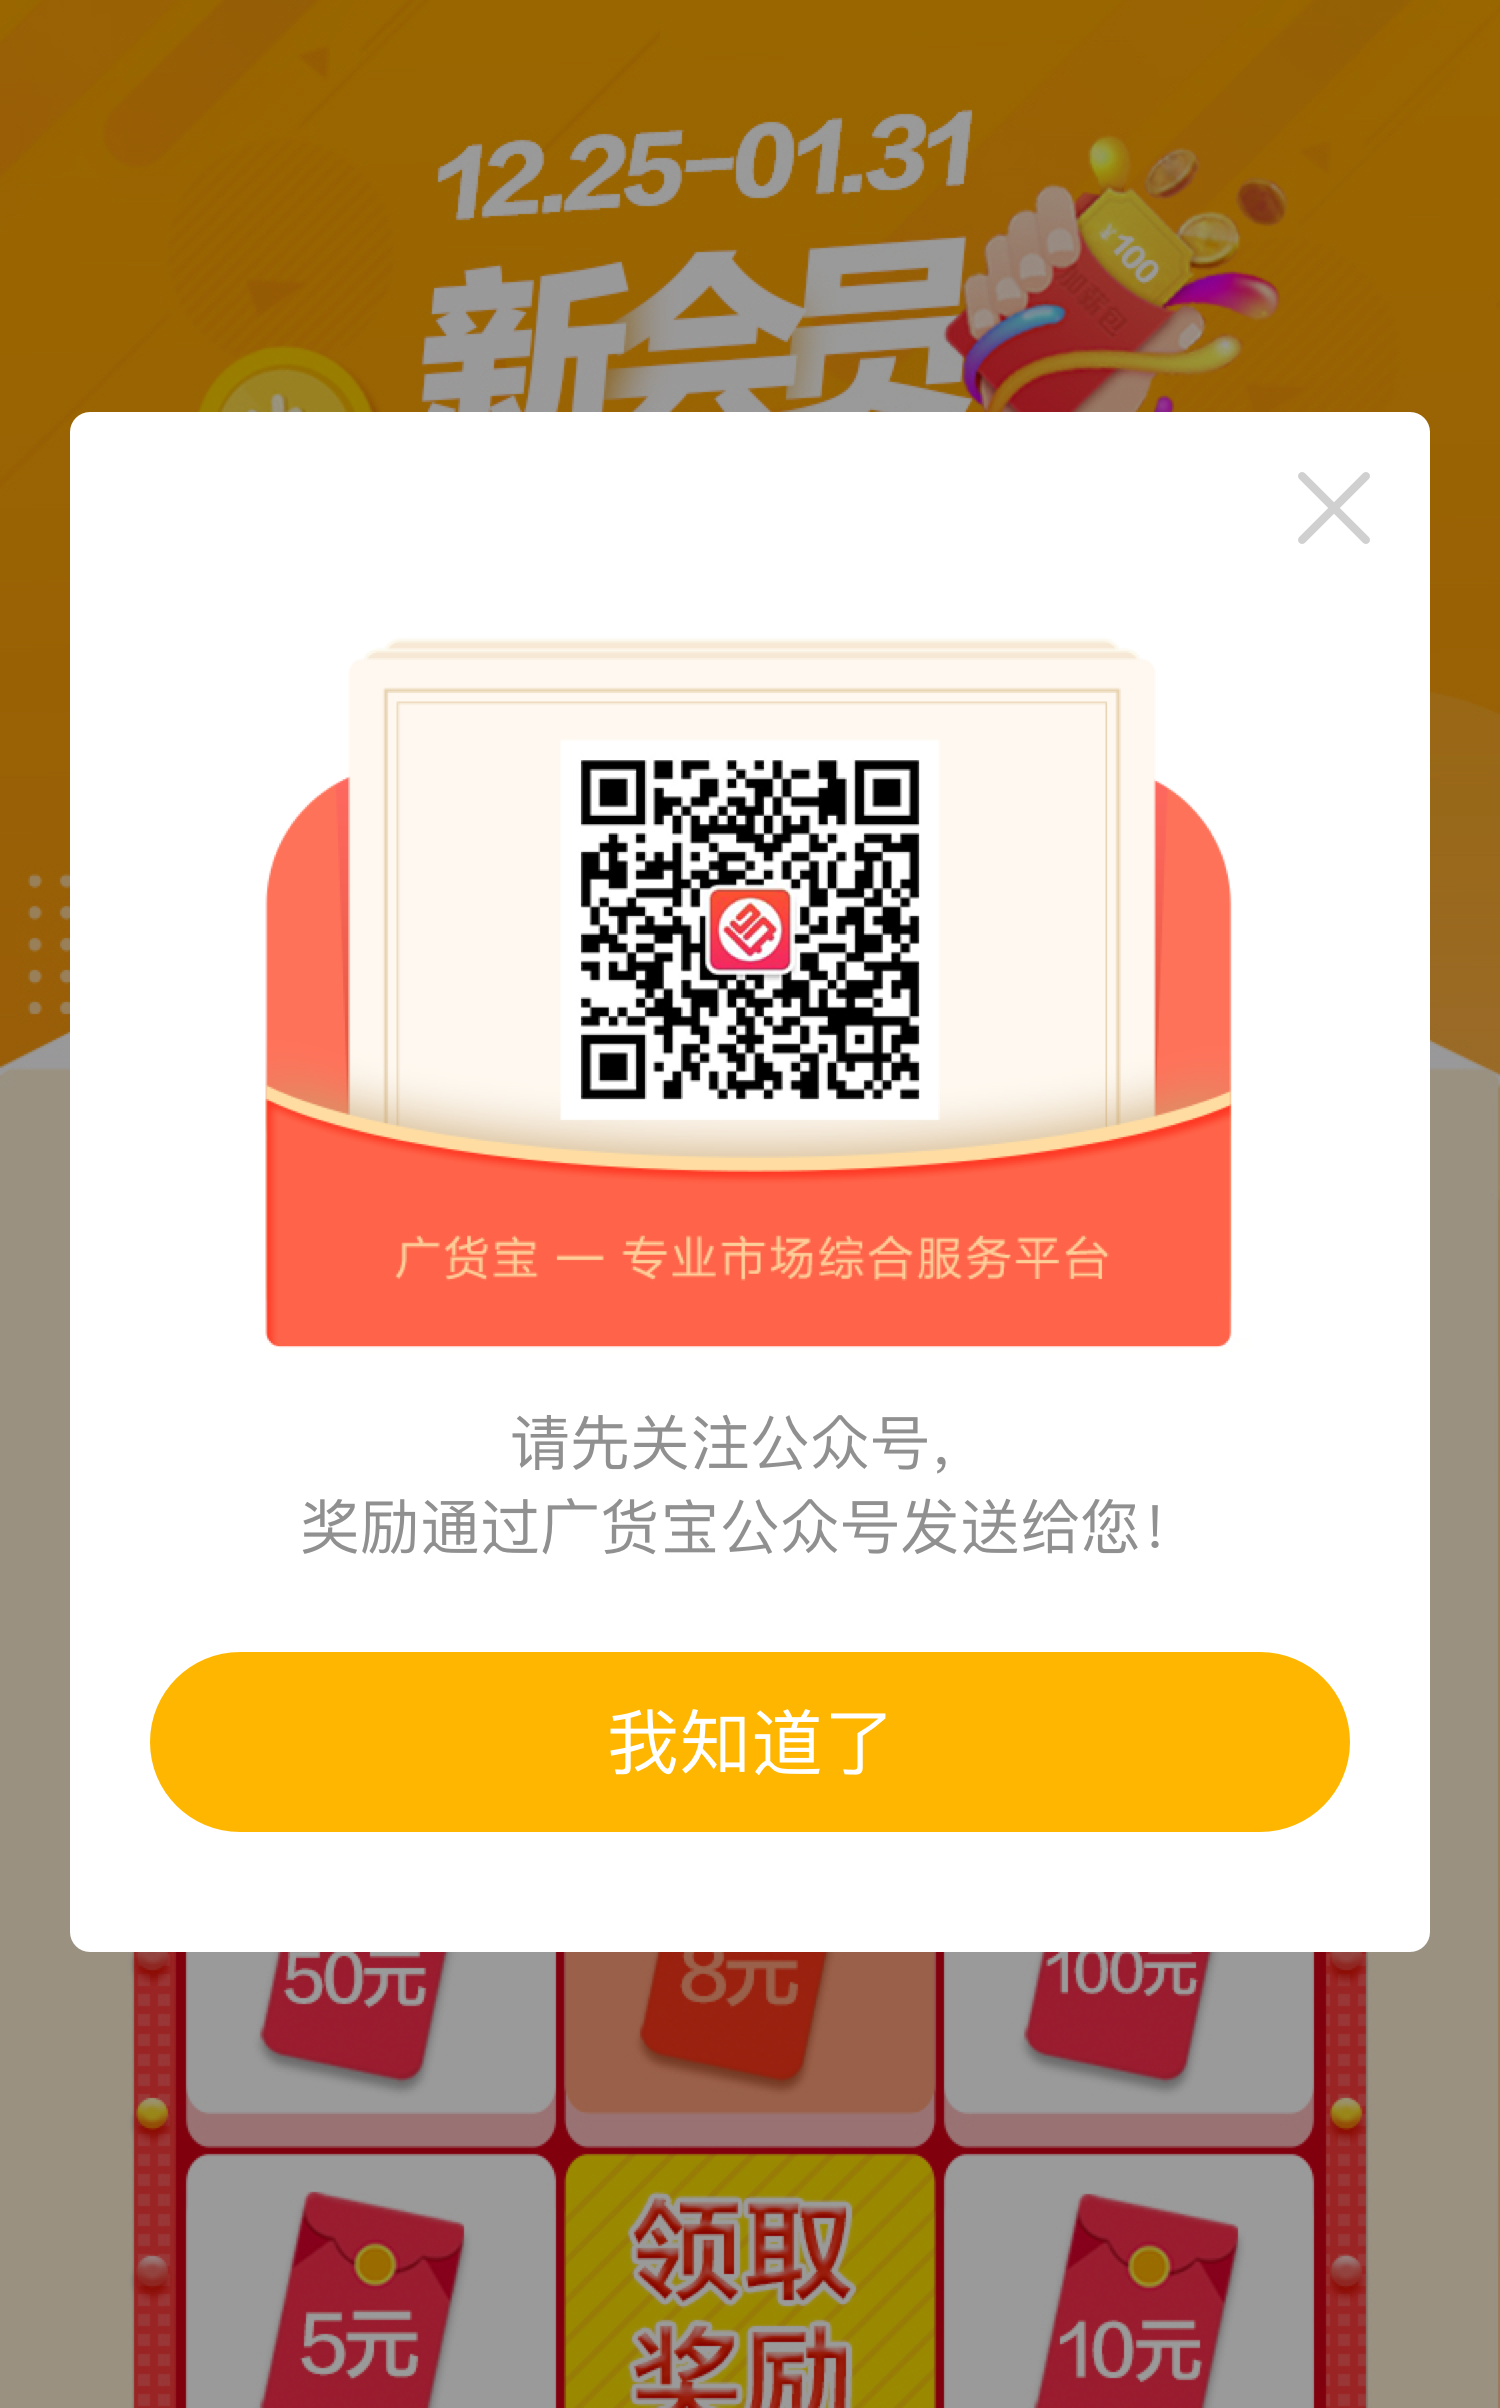 12.25-01.31
新会员
¥100
请先关注公众号，
奖励通过广货宝公众号发送给您！
广货宝 — 专业市场综合服务平台
我知道了
50元
8元
100元
5元
领取
奖励
10元